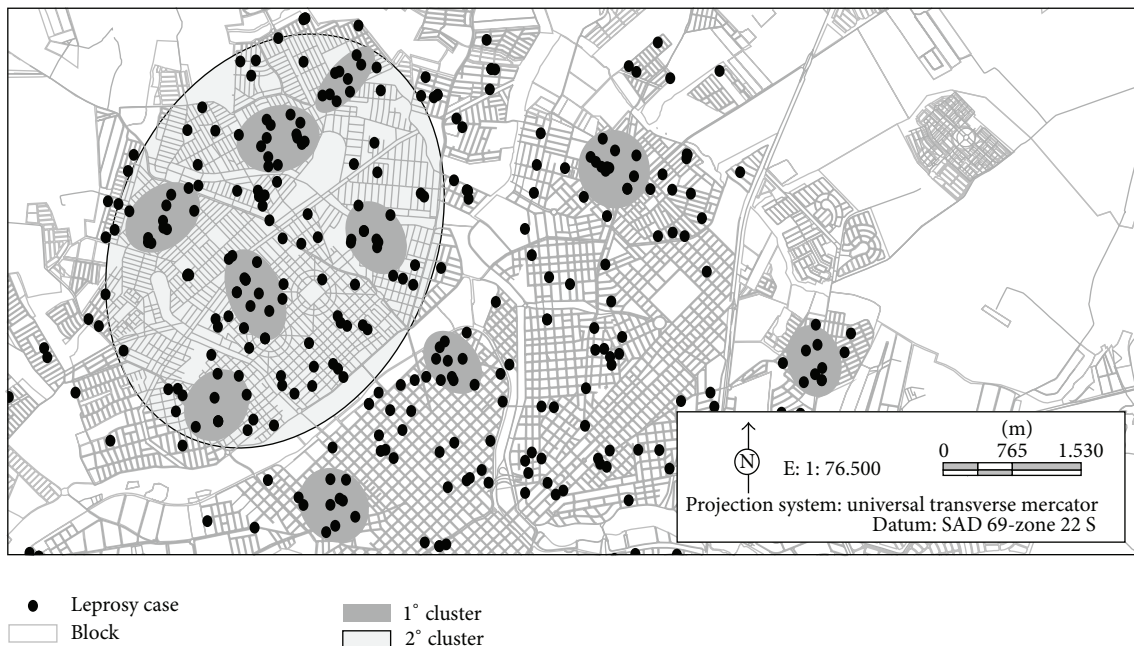 (m)
0 765 1.530
N
E: 1: 76.500
Projection system: universal transverse mercator
Datum: SAD 69-zone 22 S
Leprosy case
Block
1° cluster
2° cluster